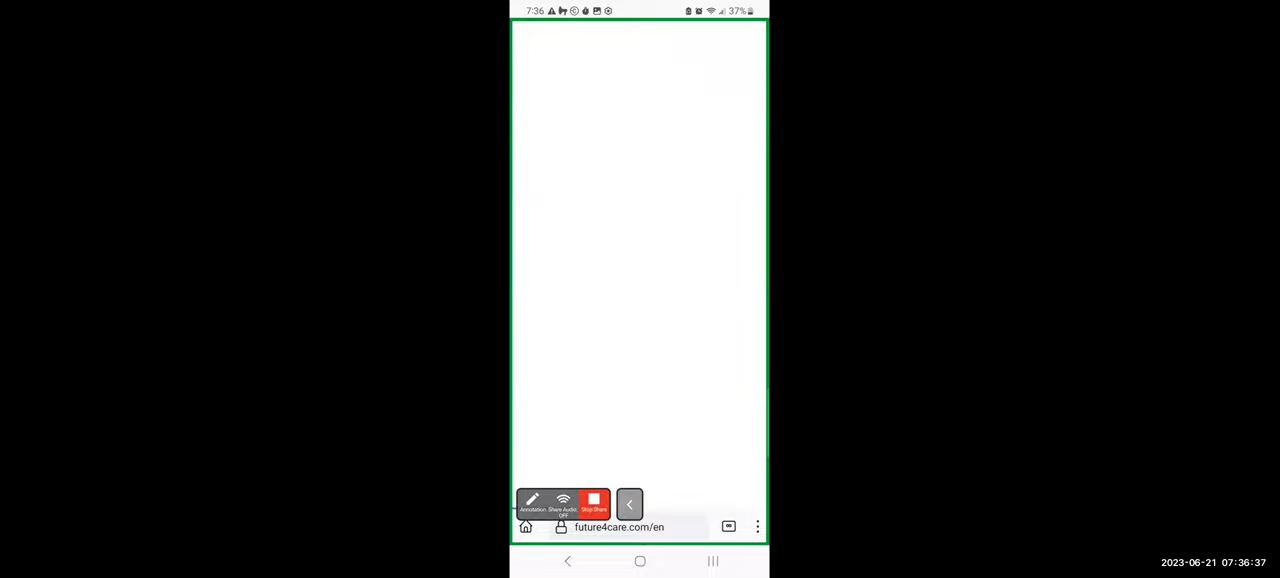 7:36
37%
Annotation
Share Audio:
OFF
Stop Share
future4care.com/en
2023-06-21 07:36:37